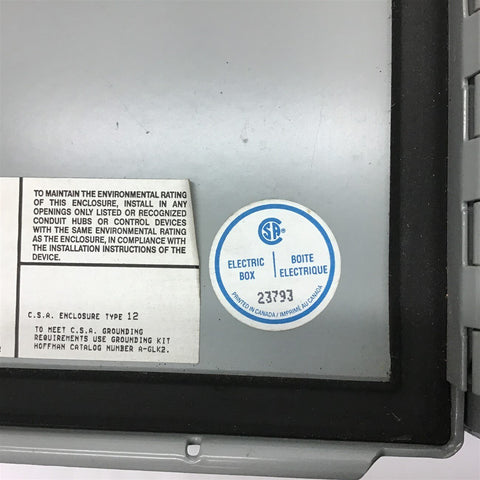 TO MAINTAIN THE ENVIRONMENTAL RATING
OF THIS ENCLOSURE, INSTALL IN ANY
OPENINGS ONLY LISTED OR RECOGNIZED
CONDUIT HUBS OR CONTROL DEVICES
WITH THE SAME ENVIRONMENTAL RATING
AS THE ENCLOSURE, IN COMPLIANCE WITH
THE INSTALLATION INSTRUCTIONS OF THE
DEVICE.
C.S.A. ENCLOSURE TYPE 12
TO MEET C.S.A. GROUNDING
REQUIREMENTS USE GROUNDING KIT
HOFFMAN CATALOG NUMBER A-GLK2.
CSA
ELECTRIC BOITE
BOX ELECTRIQUE
23793
PRINTED IN CANADA / IMPRIMÉ AU CANADA